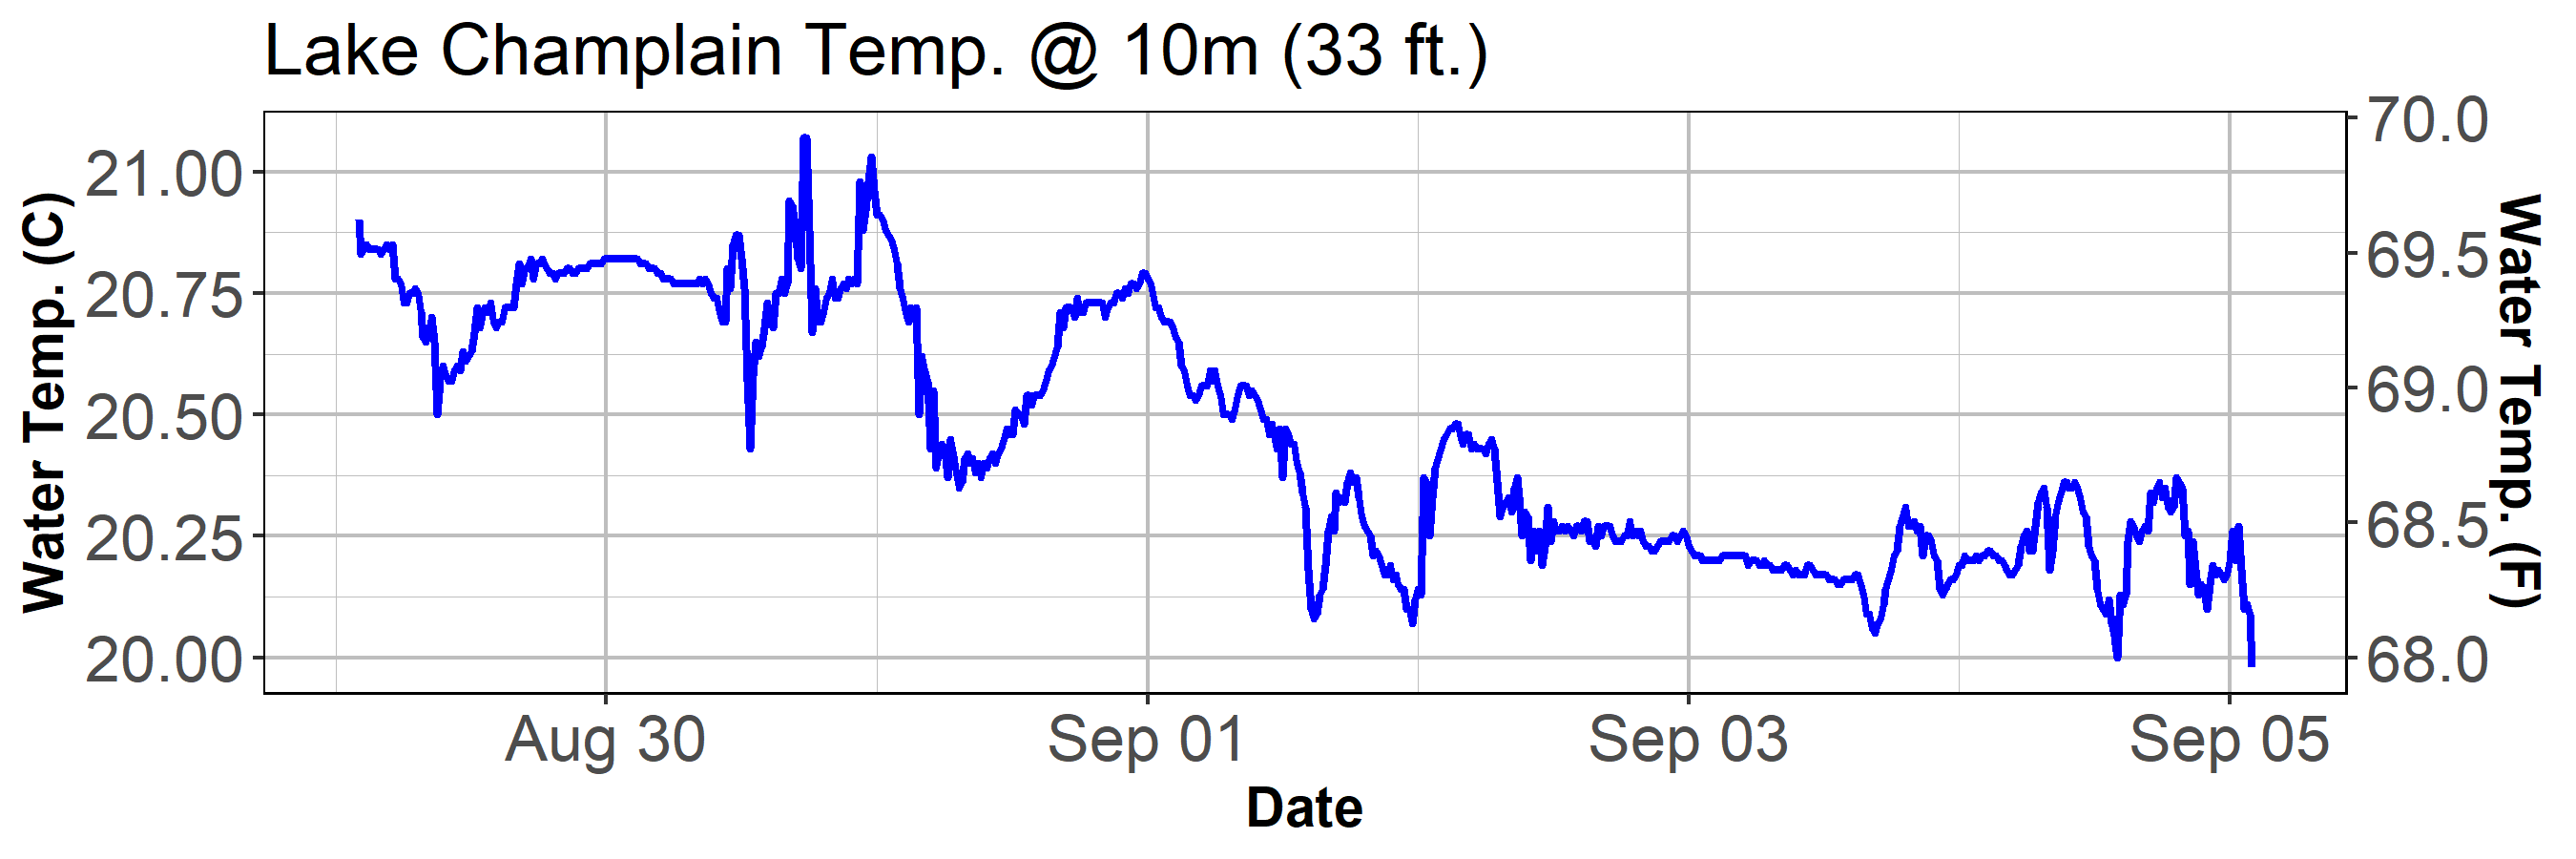 Lake Champlain Temp. @ 10m (33 ft.)
Water Temp. (C)
21.00
20.75
20.50
20.25
20.00
70.0
69.5
69.0
68.5
68.0
Water Temp. (F)
Aug 30
Sep 01
Sep 03
Sep 05
Date